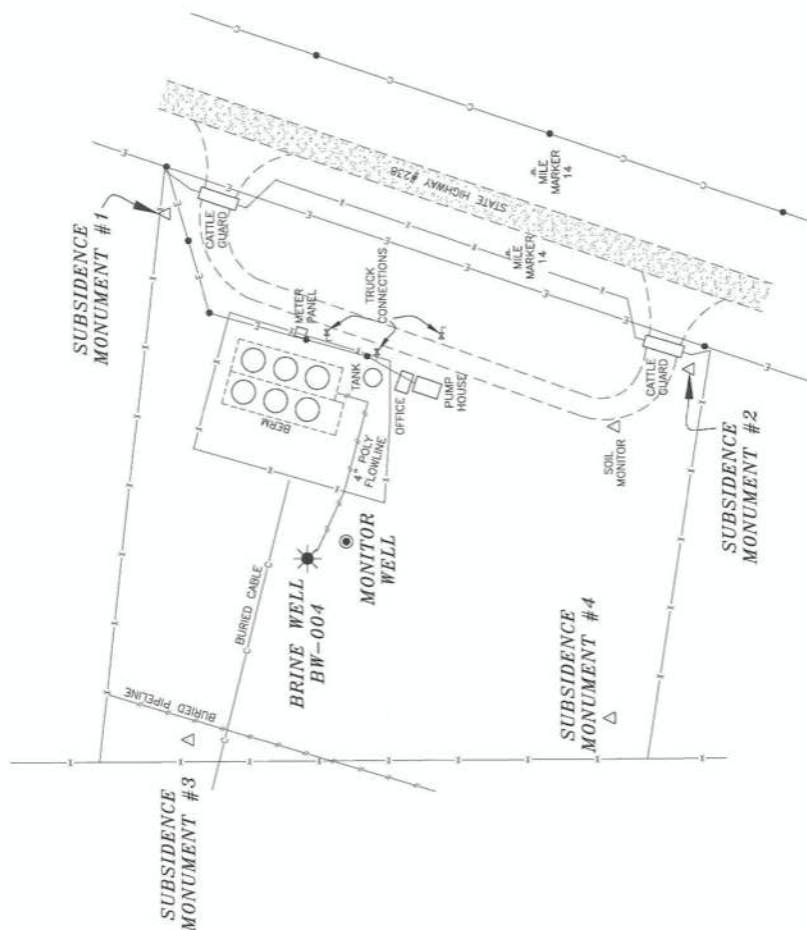 STATE HIGHWAY #238
MILE
MARKER
14
MILE
MARKER
14
CATTLE
GUARD
SUBSIDENCE
MONUMENT #1
METER
PANEL
TRUCK
CONNECTIONS
TANK
BERM
OFFICE
PUMP
HOUSE
4" POLY
FLOWLINE
CATTLE
GUARD
SOIL
MONITOR
SUBSIDENCE
MONUMENT #2
BURIED CABLE
BRINE WELL
BW-004
MONITOR
WELL
BURIED PIPELINE
SUBSIDENCE
MONUMENT #3
SUBSIDENCE
MONUMENT #4